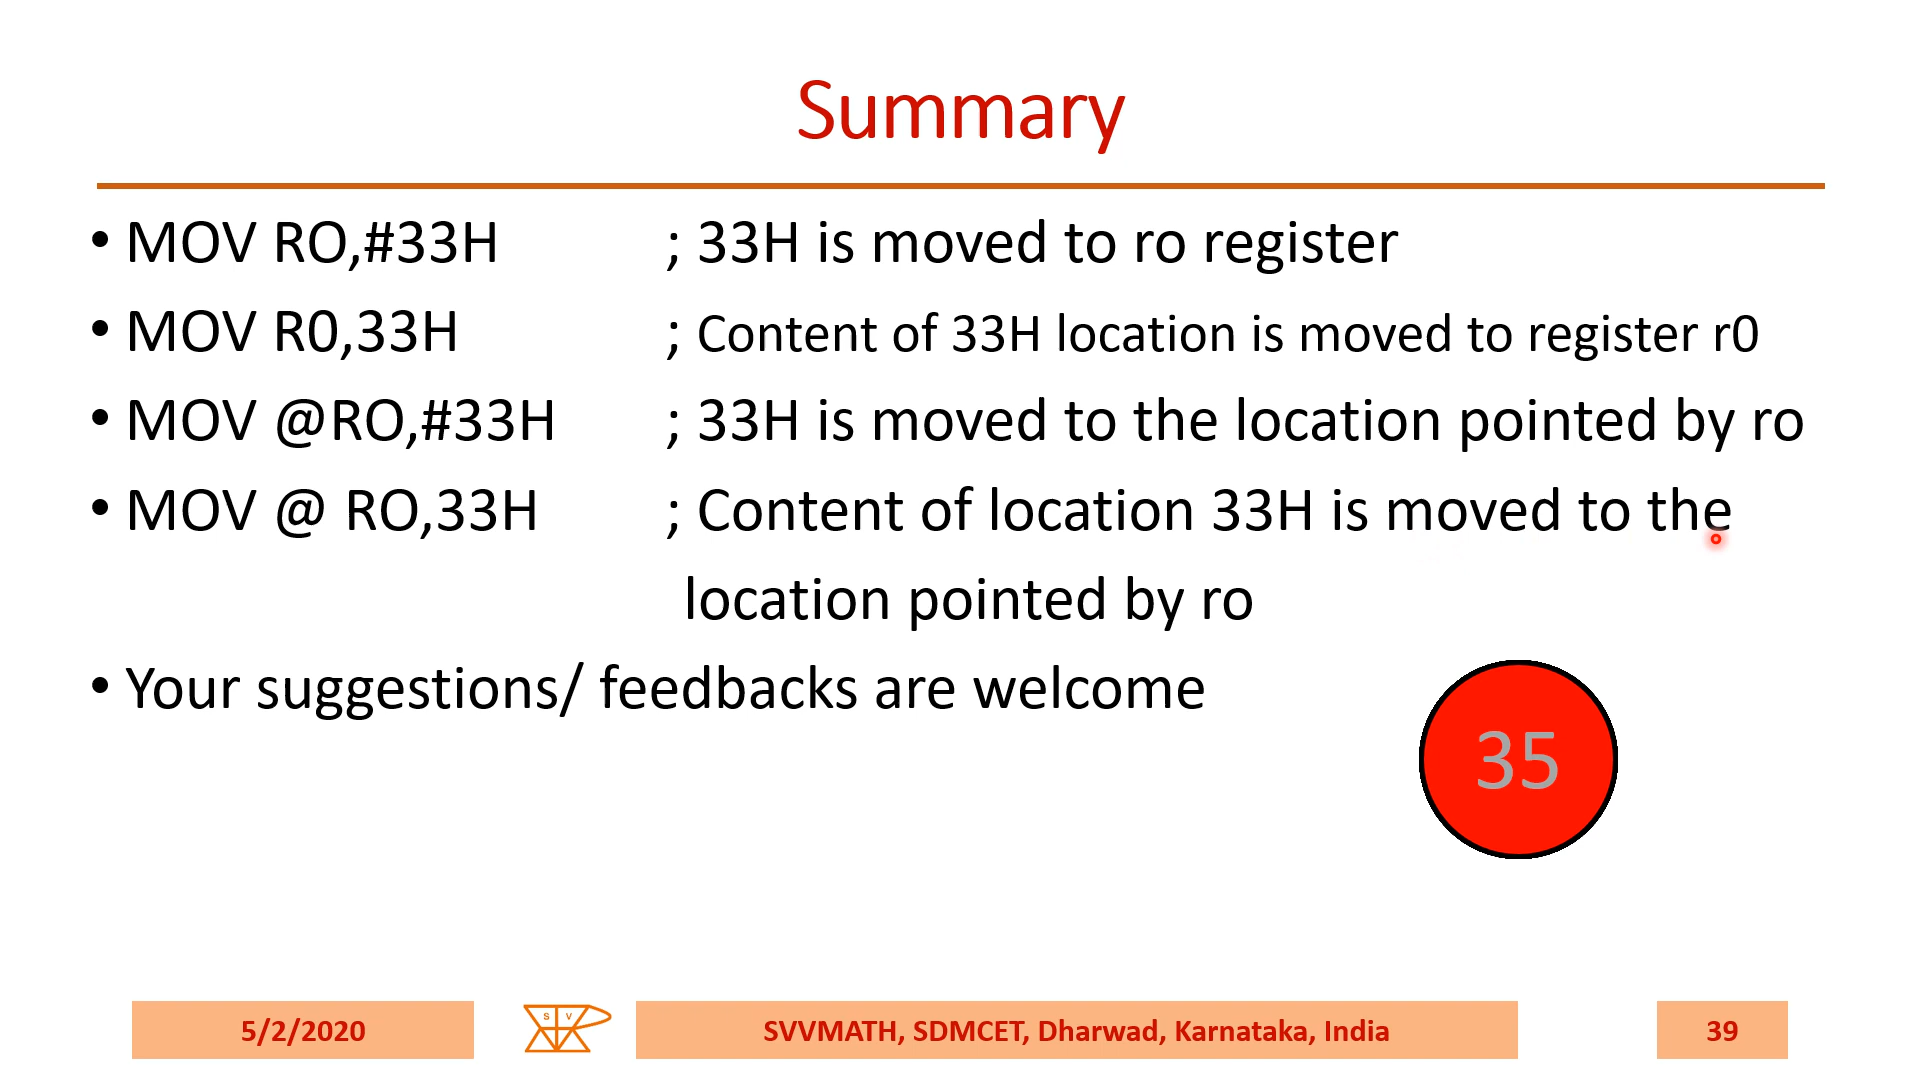 Summary
• MOV RO,#33H ; 33H is moved to ro register
• MOV R0,33H ; Content of 33H location is moved to register r0
• MOV @RO,#33H ; 33H is moved to the location pointed by ro
• MOV @ RO,33H ; Content of location 33H is moved to the
location pointed by ro
• Your suggestions/ feedbacks are welcome
35
5/2/2020
S V
SVVMATH, SDMCET, Dharwad, Karnataka, India
39